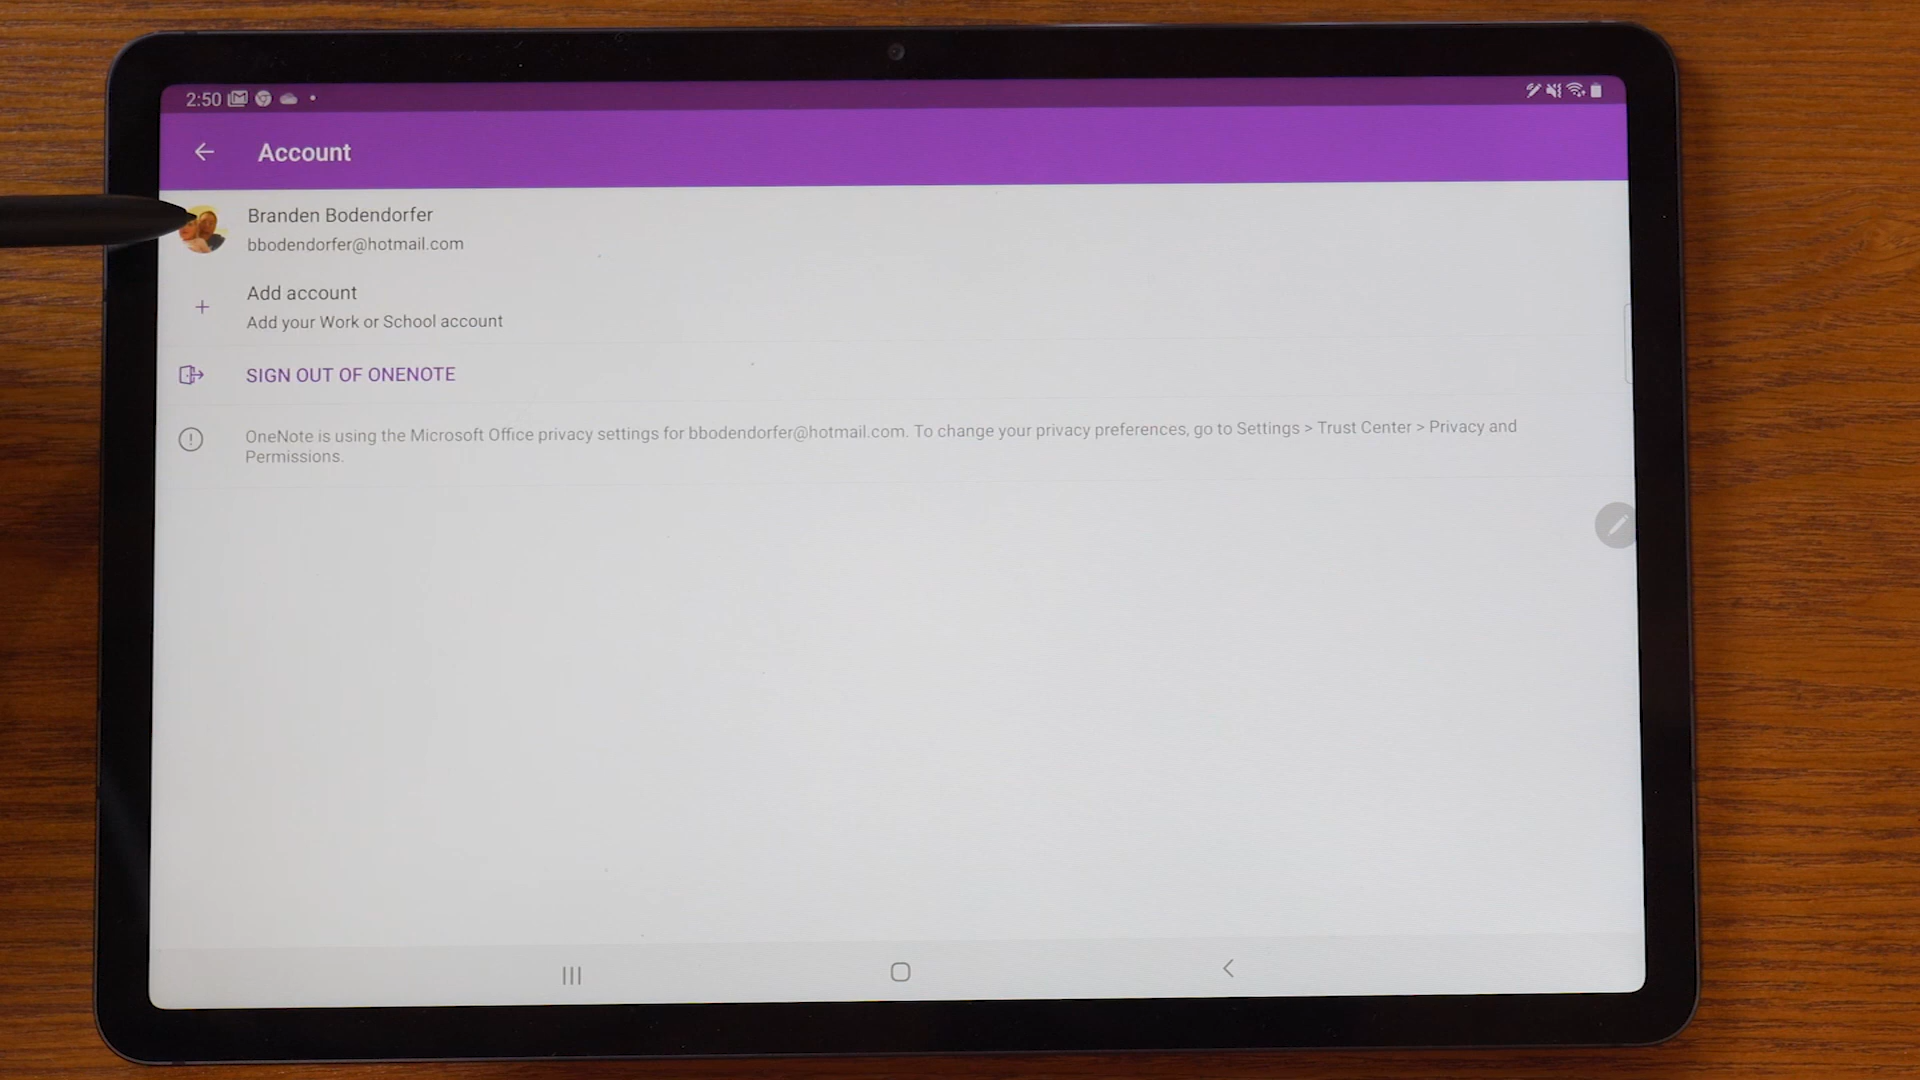 2:50
Account
Branden Bodendorfer
bbodendorfer@hotmail.com
Add account
Add your Work or School account
SIGN OUT OF ONENOTE
OneNote is using the Microsoft Office privacy settings for bbodendorfer@hotmail.com. To change your privacy preferences, go to Settings > Trust Center > Privacy and
Permissions.